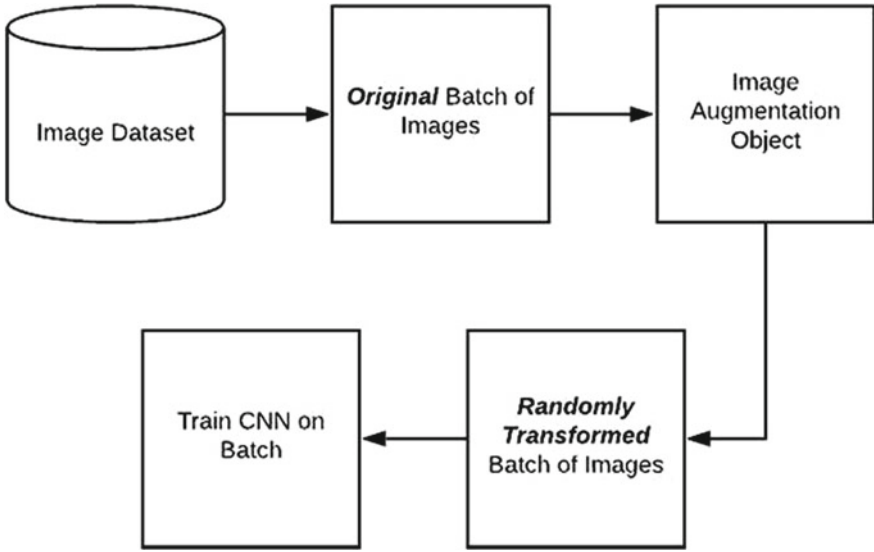 Image Dataset
Original Batch of
Images
Image
Augmentation
Object
Randomly
Transformed
Batch of Images
Train CNN on
Batch